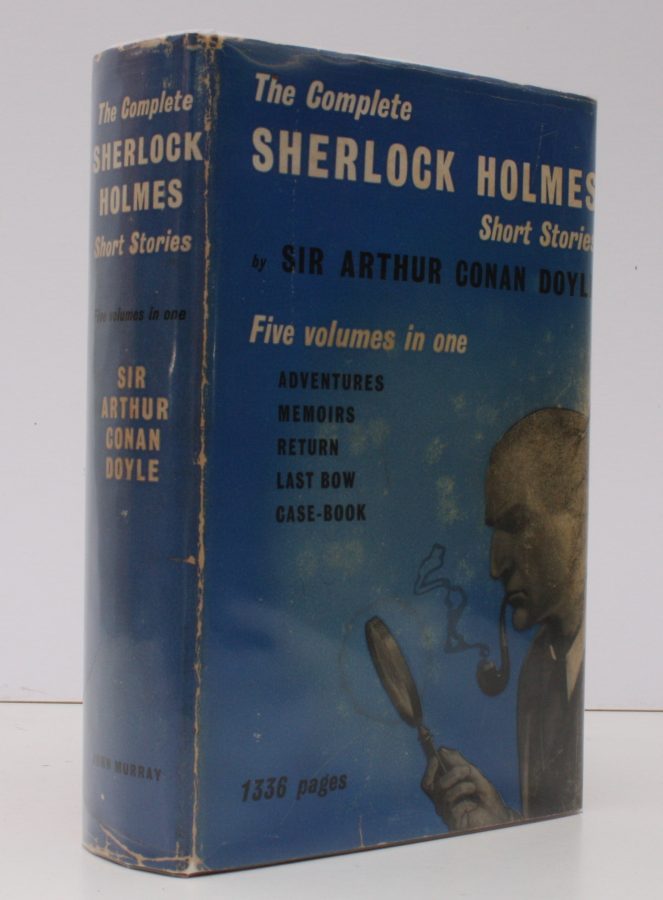 The Complete
SHERLOCK
HOLMES
Short Stories
Five volumes in one
SIR
ARTHUR
CONAN
DOYLE
JOHN MURRAY
The Complete
SHERLOCK HOLMES
Short Stories
by SIR ARTHUR CONAN DOYL
Five volumes in one
ADVENTURES
MEMOIRS
RETURN
LAST BOW
CASE-BOOK
1336 pages